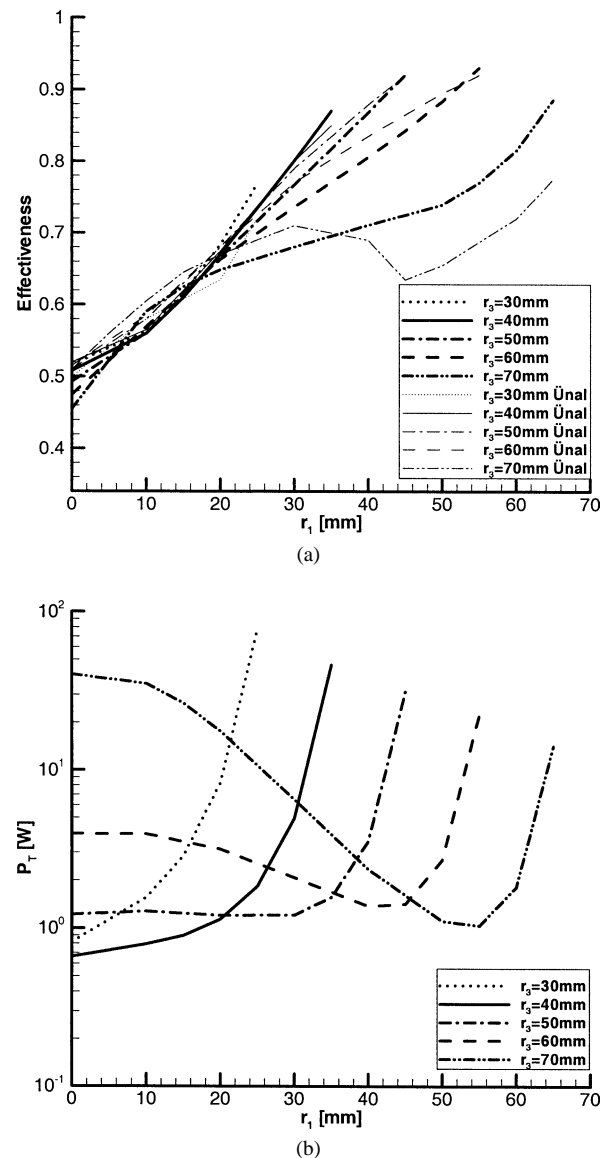 1
0.9
0.8
0.7
0.6
0.5
0.4
Effectiveness
r₃=30mm
r₃=40mm
r₃=50mm
r₃=60mm
r₃=70mm
r₃=30mm Ünal
r₃=40mm Ünal
r₃=50mm Ünal
r₃=60mm Ünal
r₃=70mm Ünal
0 10 20 30 40 50 60 70
r₁ [mm]
(a)
10²
10¹
10⁰
10⁻¹
P_T [W]
r₃=30mm
r₃=40mm
r₃=50mm
r₃=60mm
r₃=70mm
0 10 20 30 40 50 60 70
r₁ [mm]
(b)